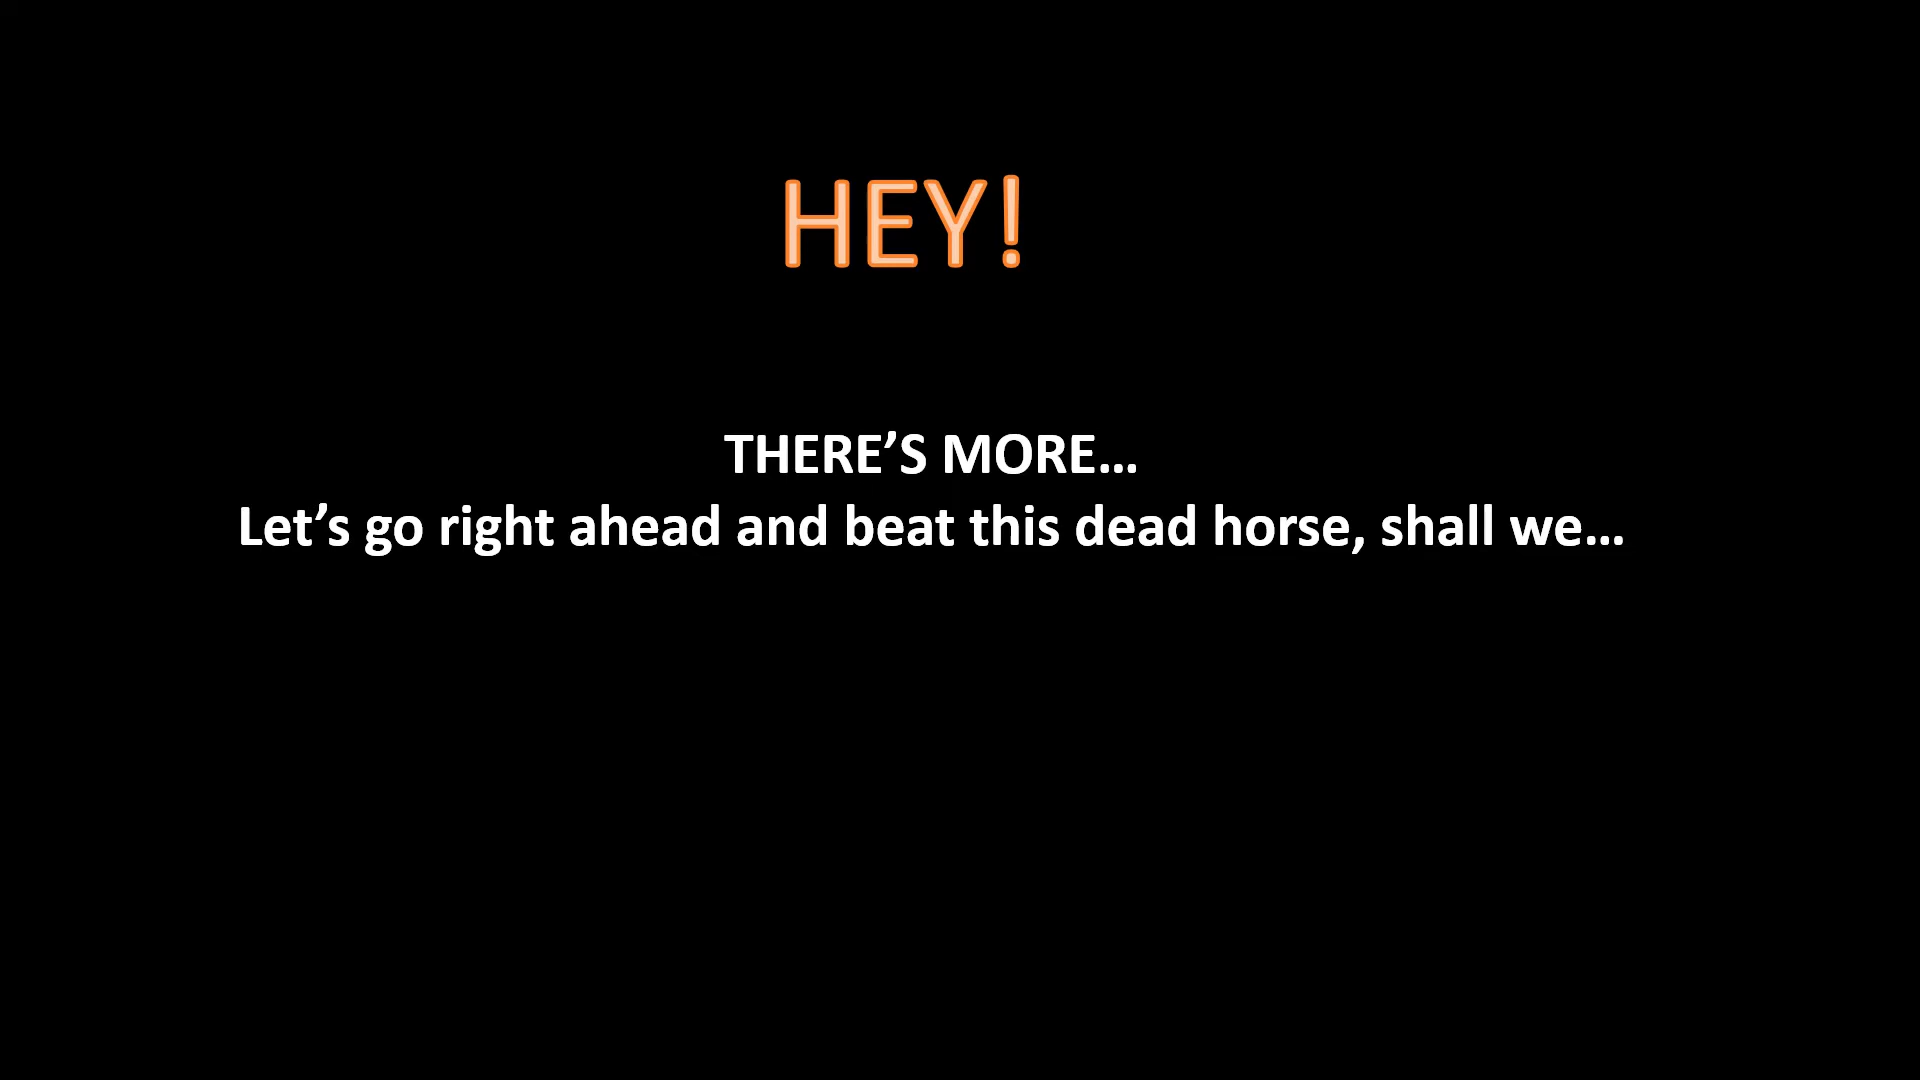 HEY!
THERE’S MORE…
Let’s go right ahead and beat this dead horse, shall we…